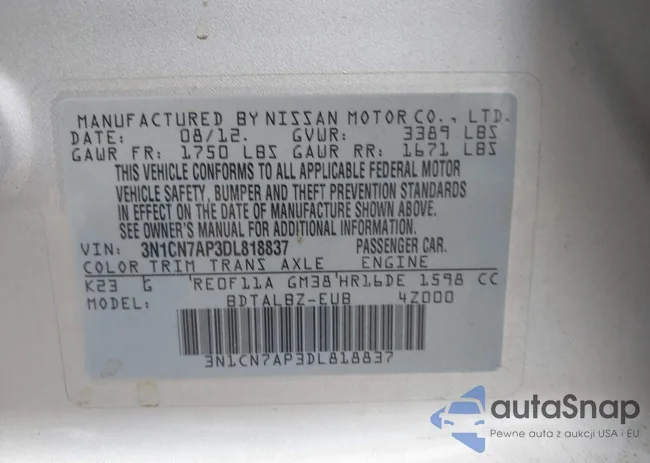 MANUFACTURED BY NISSAN MOTOR CO., LTD.
DATE: 08/12. GVWR: 3389 LBS
GAWR FR: 1750 LBS GAWR RR: 1671 LBS
THIS VEHICLE CONFORMS TO ALL APPLICABLE FEDERAL MOTOR
VEHICLE SAFETY, BUMPER AND THEFT PREVENTION STANDARDS
IN EFFECT ON THE DATE OF MANUFACTURE SHOWN ABOVE.
SEE OWNER'S MANUAL FOR ADDITIONAL INFORMATION.
VIN: 3N1CN7AP3DL818837 PASSENGER CAR.
COLOR TRIM TRANS AXLE ENGINE
K23 G 'RE0F11A GM38'HR16DE 1598 CC
MODEL: BDTALBZ-EUB 4Z000
3N1CN7AP3DL818837
autaSnap
Pewne auta z aukcji USA i EU